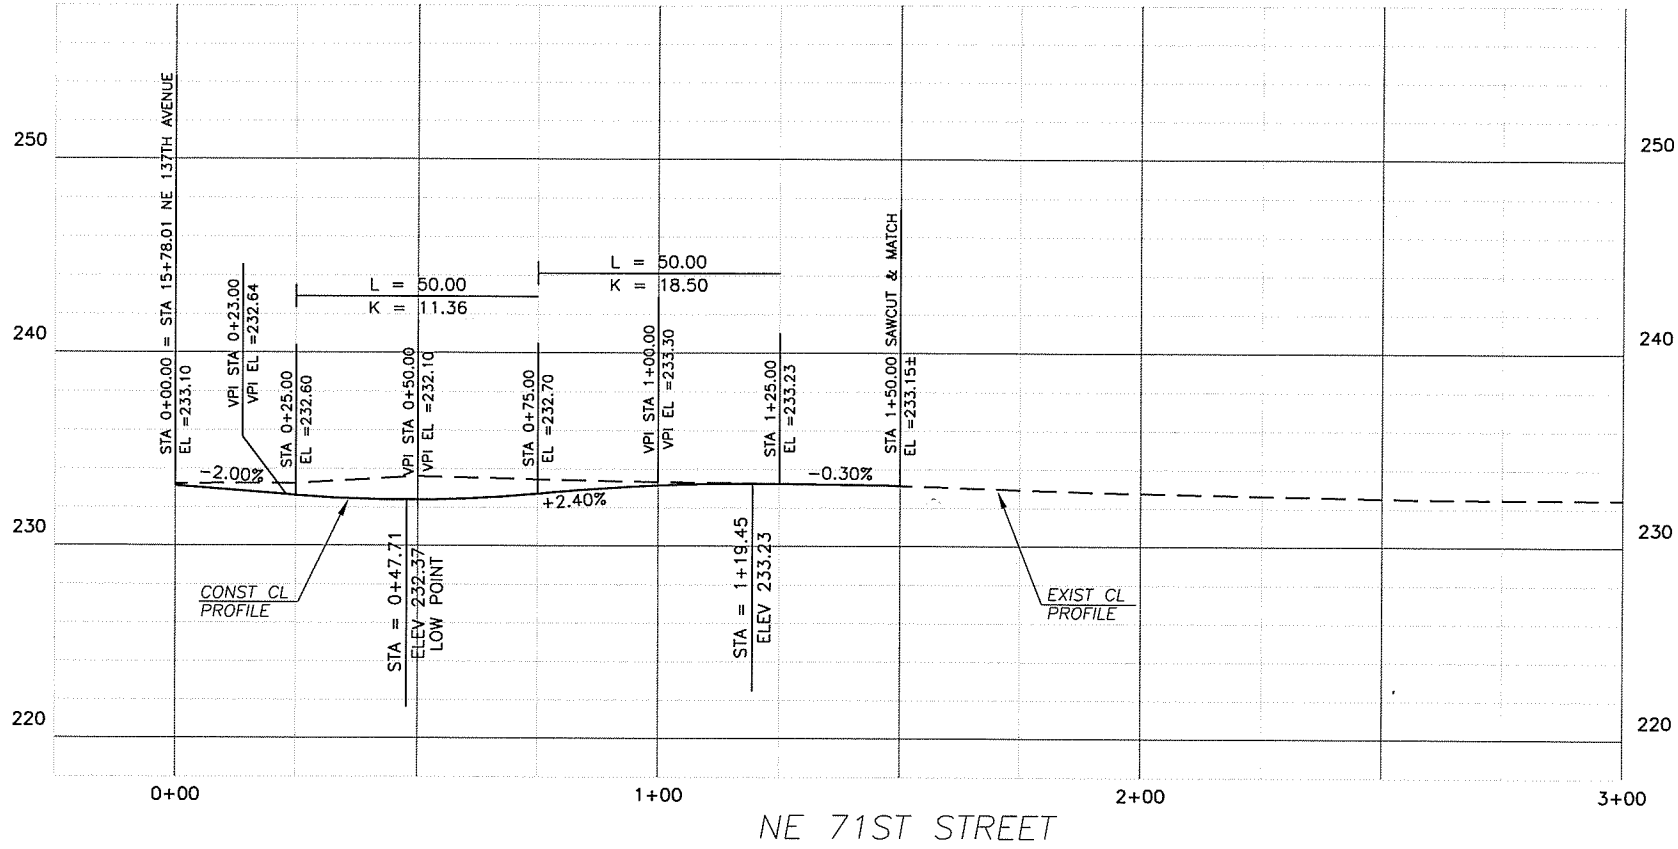 250
240
230
220
250
240
230
220
STA 0+00.00 = STA 15+78.01 NE 137TH AVENUE
EL =233.10
VPI STA 0+23.00
VPI EL =232.64
STA 0+25.00
EL =232.60
L = 50.00
K = 11.36
VPI STA 0+50.00
VPI EL =232.10
STA 0+75.00
EL =232.70
L = 50.00
K = 18.50
VPI STA 1+00.00
VPI EL =233.30
STA 1+25.00
EL =233.23
STA 1+50.00 SAWCUT & MATCH
EL =233.15±
-2.00%
+2.40%
-0.30%
CONST CL
PROFILE
STA = 0+47.71
ELEV 232.37
LOW POINT
STA = 1+19.45
ELEV 233.23
EXIST CL
PROFILE
0+00
1+00
2+00
3+00
NE 71ST STREET